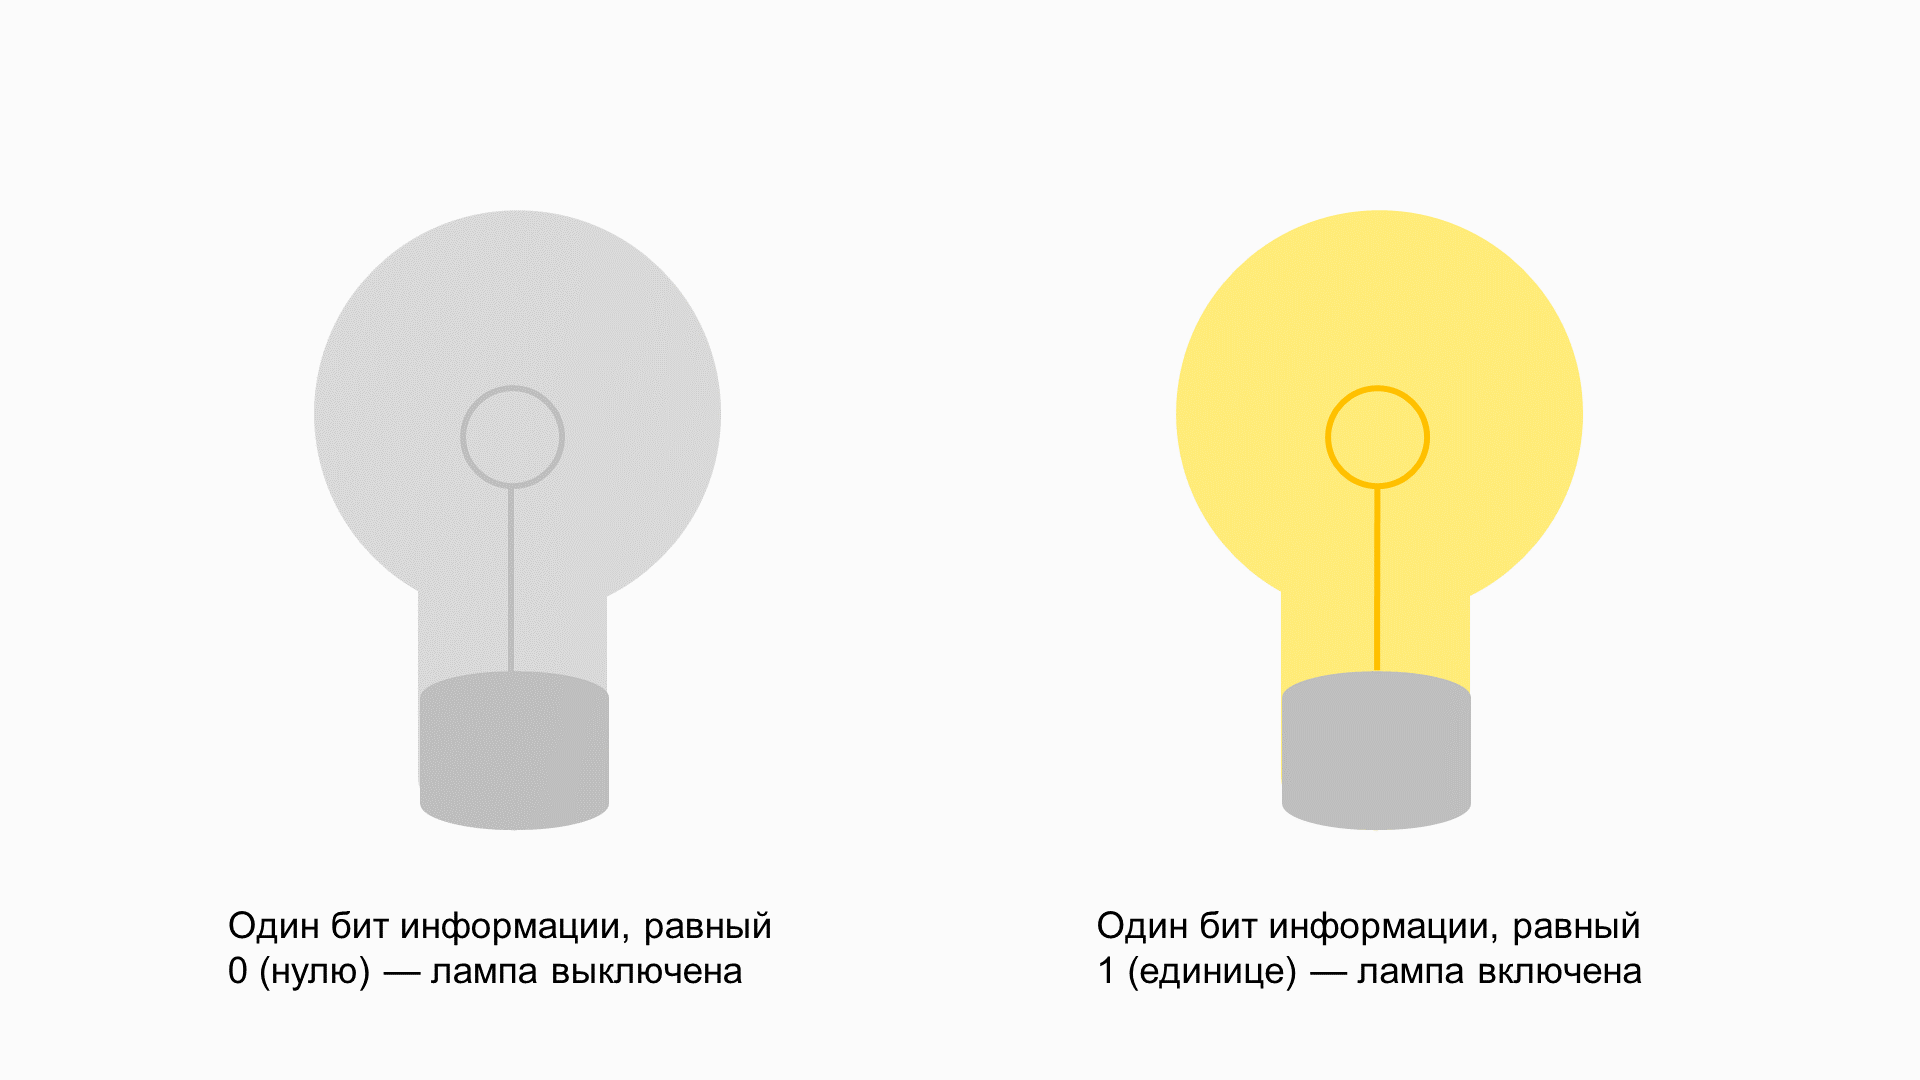 Один бит информации, равный
0 (нулю) — лампа выключена
Один бит информации, равный
1 (единице) — лампа включена